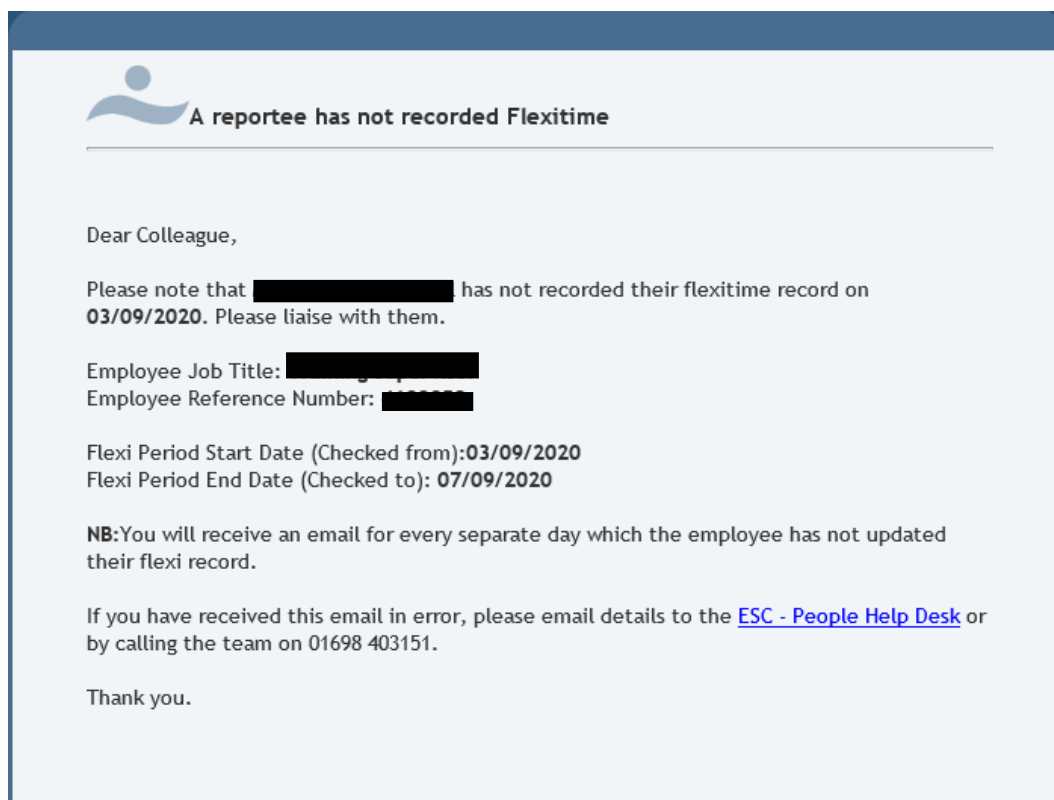 A reportee has not recorded Flexitime
Dear Colleague,
Please note that has not recorded their flexitime record on
03/09/2020. Please liaise with them.
Employee Job Title:
Employee Reference Number:
Flexi Period Start Date (Checked from):03/09/2020
Flexi Period End Date (Checked to): 07/09/2020
NB:You will receive an email for every separate day which the employee has not updated
their flexi record.
If you have received this email in error, please email details to the ESC - People Help Desk or
by calling the team on 01698 403151.
Thank you.